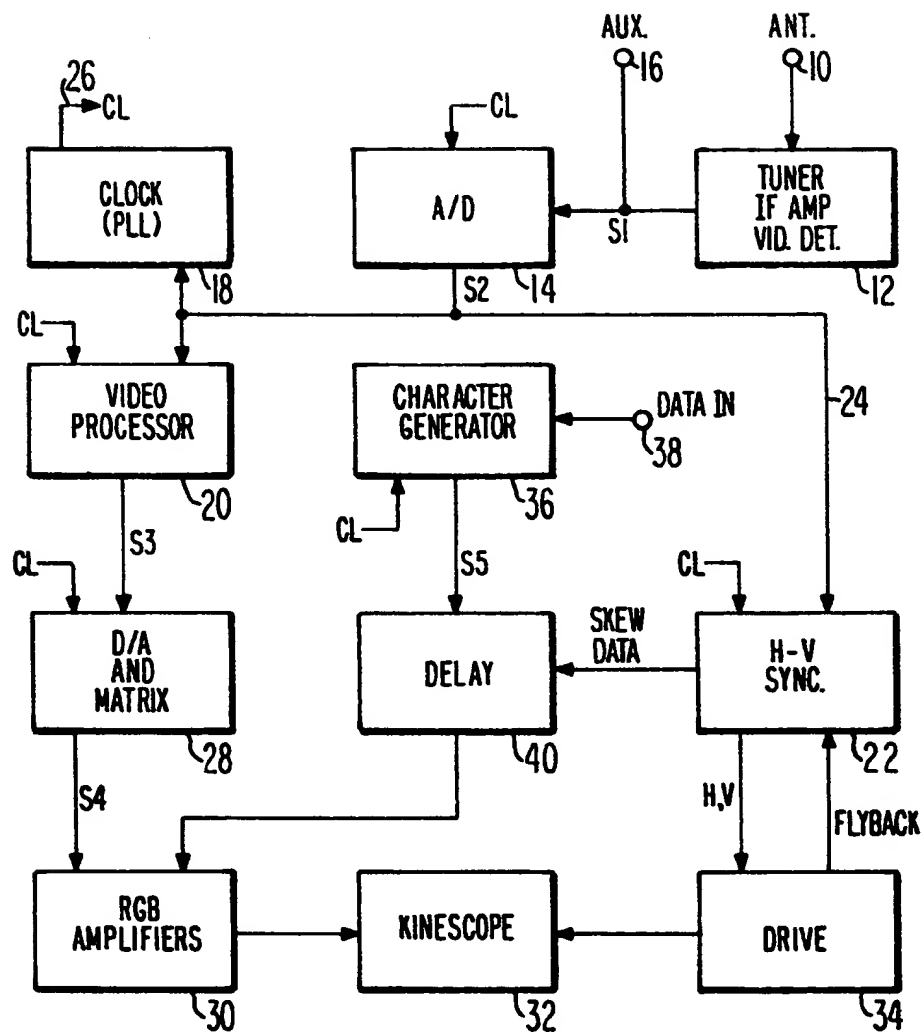 AUX.
16
ANT.
10
26
CL
CLOCK
(PLL)
18
CL
A/D
14
S1
TUNER
IF AMP
VID. DET.
12
S2
CL
VIDEO
PROCESSOR
20
CHARACTER
GENERATOR
36
DATA IN
38
24
CL
S3
S5
CL
D/A
AND
MATRIX
28
DELAY
40
SKEW
DATA
CL
H-V
SYNC.
22
S4
H,V
FLYBACK
RGB
AMPLIFIERS
30
KINESCOPE
32
DRIVE
34